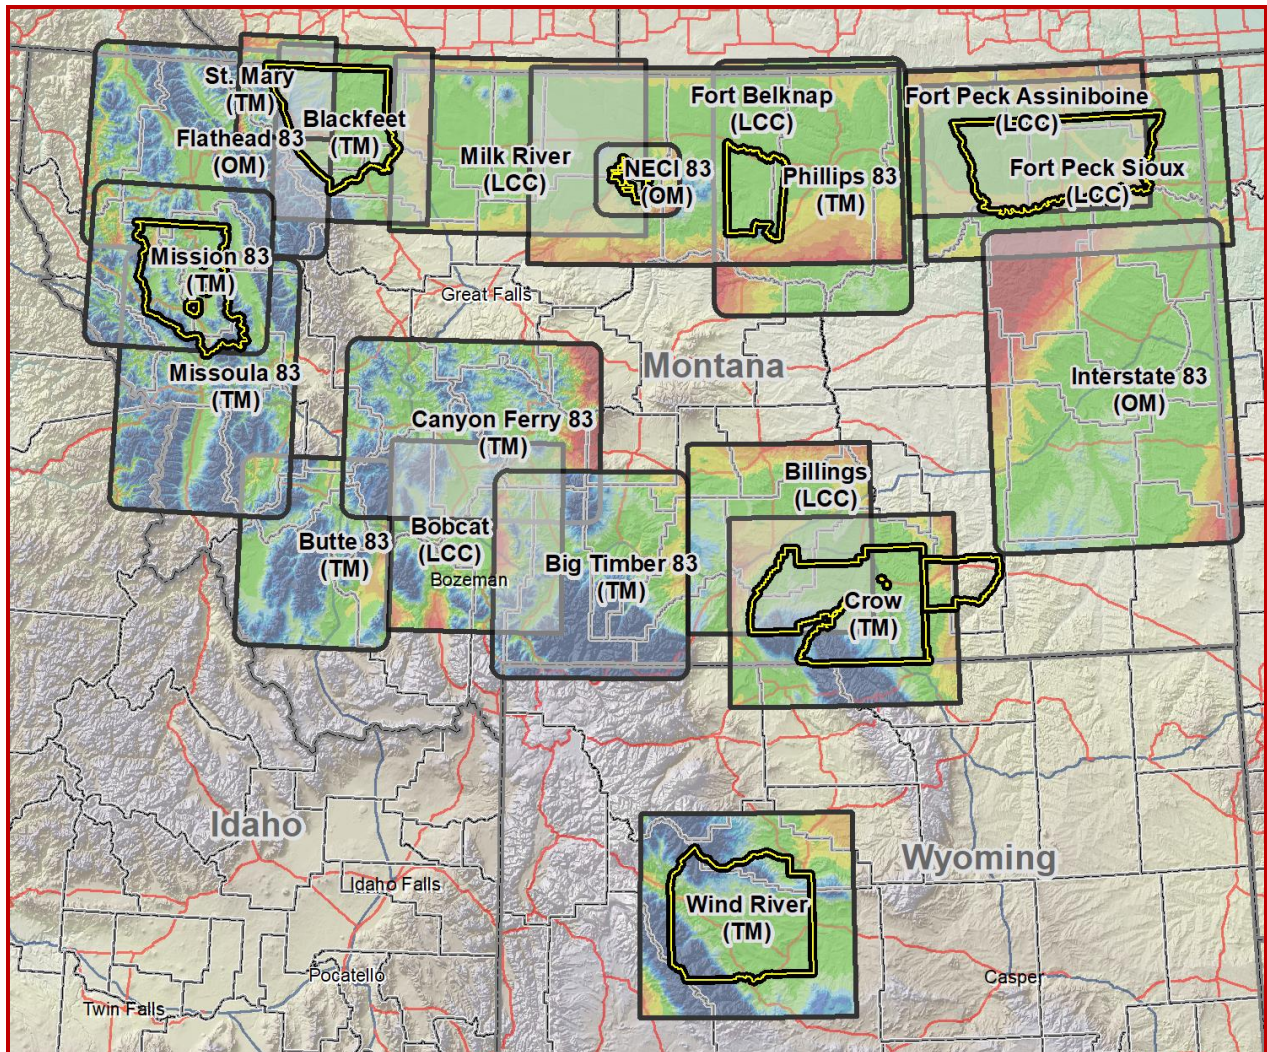 St. Mary
(TM)
Flathead 83
(OM)
Blackfeet
(TM)
Milk River
(LCC)
NECI 83
(OM)
Fort Belknap
(LCC)
Phillips 83
(TM)
Fort Peck Assiniboine
(LCC)
Fort Peck Sioux
(LCC)
Mission 83
(TM)
Great Falls
Montana
Missoula 83
(TM)
Canyon Ferry 83
(TM)
Interstate 83
(OM)
Billings
(LCC)
Butte 83
(TM)
Bobcat
(LCC)
Bozeman
Big Timber 83
(TM)
Crow
(TM)
Idaho
Wyoming
Idaho Falls
Wind River
(TM)
Pocatello
Casper
Twin Falls